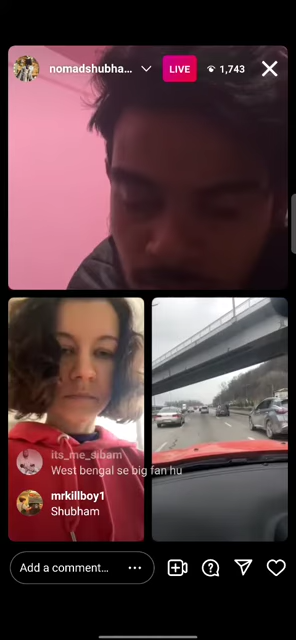 nomadshubha...
LIVE
1,743
its_me_sibam
West bengal se big fan hu
mrkillboy1
Shubham
Add a comment...